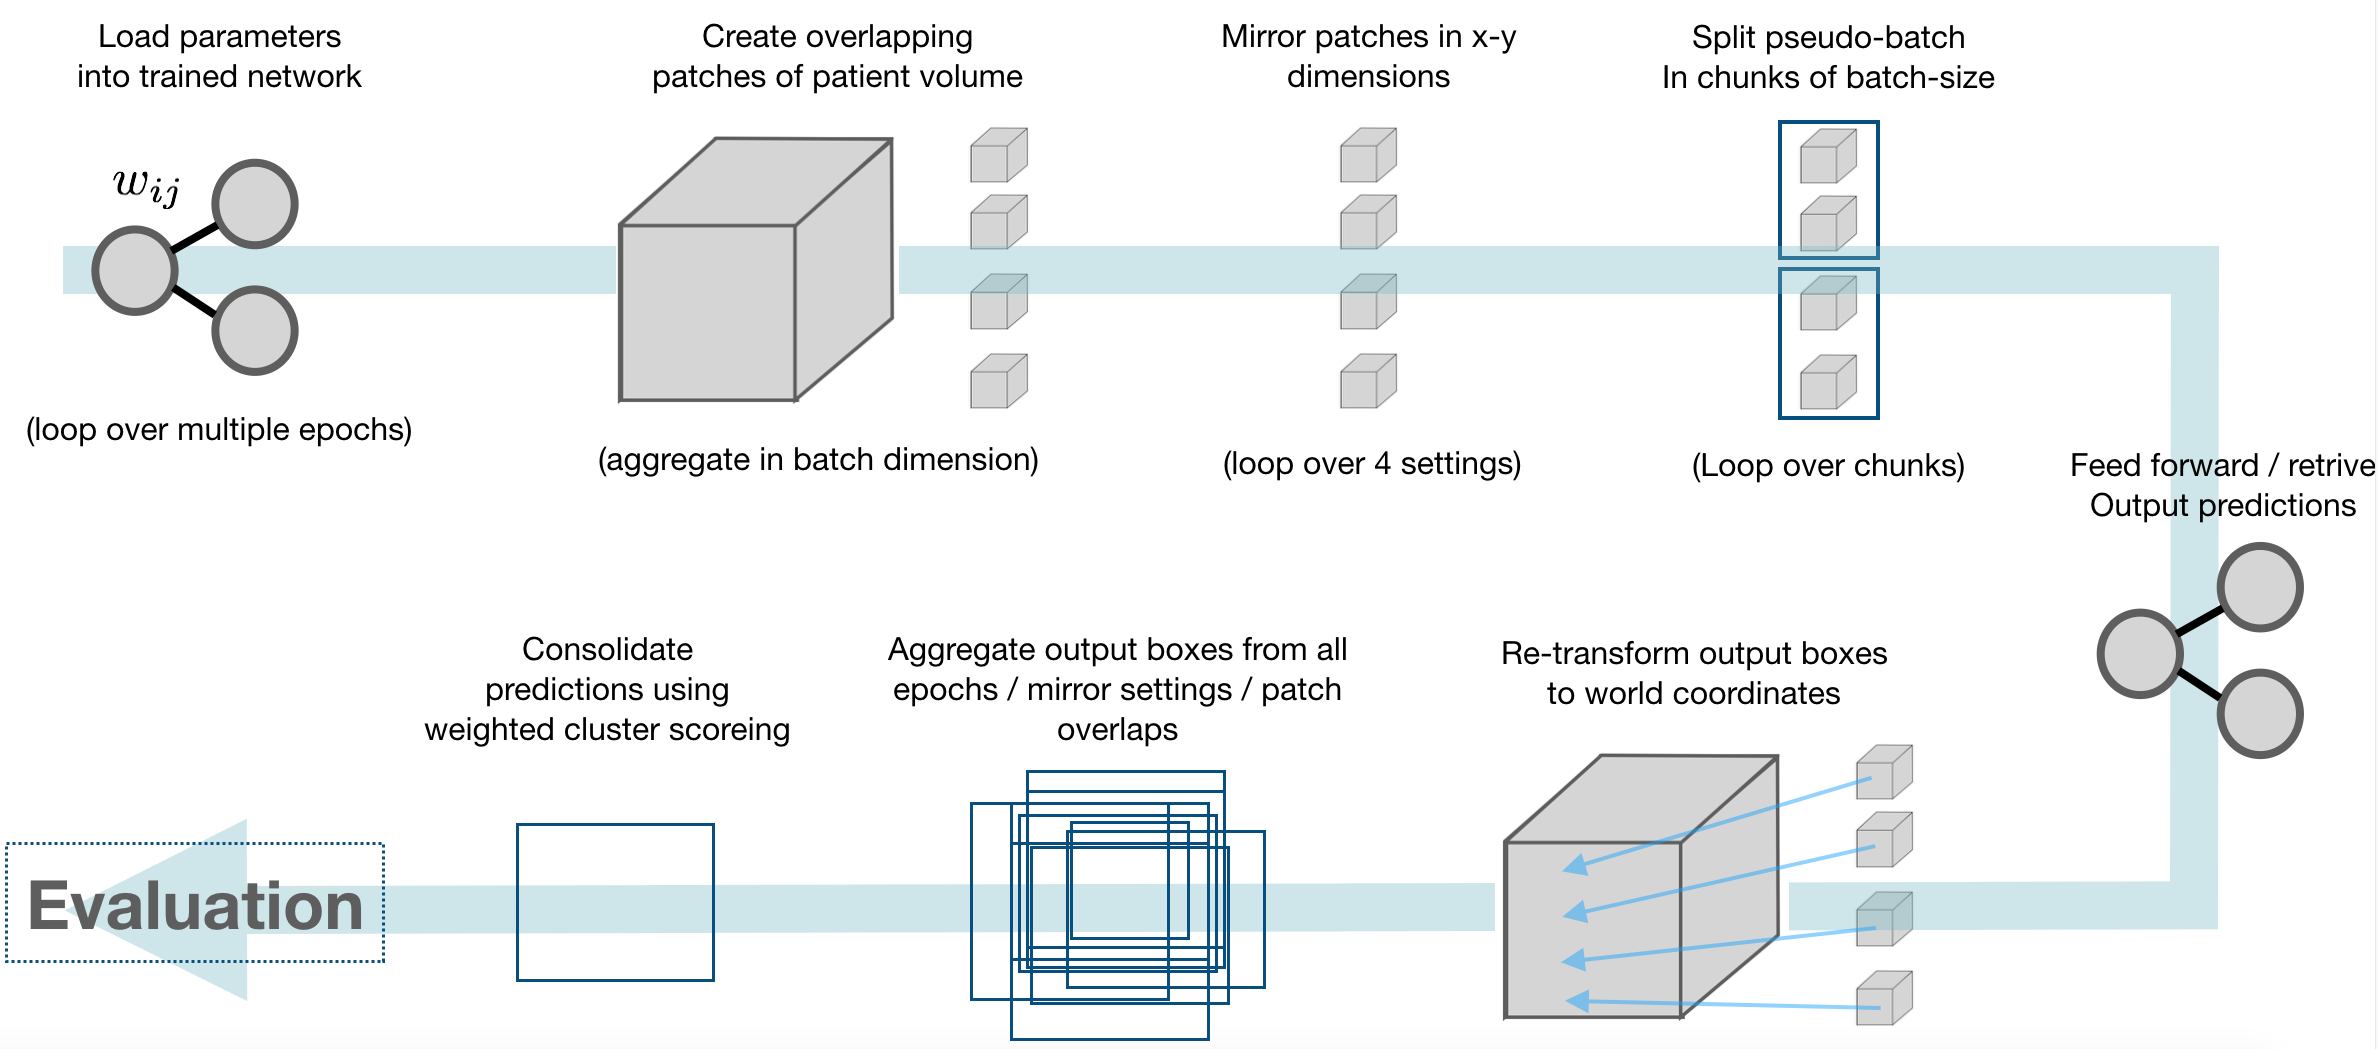 Load parameters
into trained network
w_{ij}
(loop over multiple epochs)
Create overlapping
patches of patient volume
(aggregate in batch dimension)
Mirror patches in x-y
dimensions
(loop over 4 settings)
Split pseudo-batch
In chunks of batch-size
(Loop over chunks)
Feed forward / retrive
Output predictions
Re-transform output boxes
to world coordinates
Aggregate output boxes from all
epochs / mirror settings / patch
overlaps
Consolidate
predictions using
weighted cluster scoreing
Evaluation